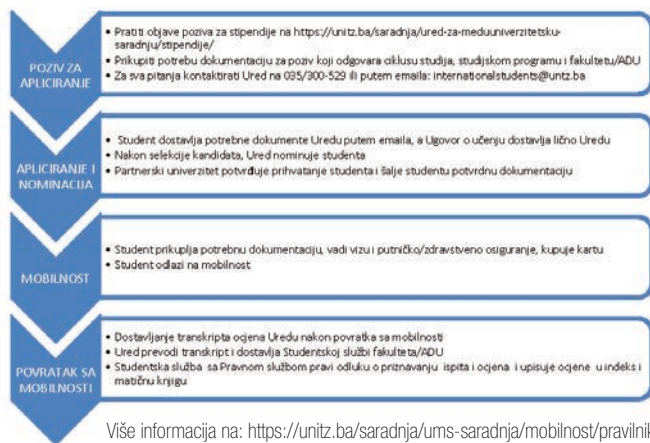 POZIV ZA
APLICIRANJE
• Pratiti objave poziva za stipendije na https://unitz.ba/saradnja/ured-za-meduuniverzitetsku-
saradnju/stipendije/
• Prikupiti potrebu dokumentaciju za poziv koji odgovara ciklusu studija, studijskom programu i fakultetu/ADU
• Za sva pitanja kontaktirati Ured na 035/300-529 ili putem emaila: internationalstudents@untz.ba
APLICIRANJE I
NOMINACIJA
• Student dostavlja potrebne dokumente Uredu putem emaila, a Ugovor o učenju dostavlja lično Uredu
• Nakon selekcije kandidata, Ured nominuje studenta
• Partnerski univerzitet potvrđuje prihvatanje studenta i šalje studentu potvrdnu dokumentaciju
MOBILNOST
• Student prikuplja potrebnu dokumentaciju, vadi vizu i putničko/zdravstveno osiguranje, kupuje kartu
• Student odlazi na mobilnost
POVRATAK SA
MOBILNOSTI
• Dostavljanje transkripta ocjena Uredu nakon povratka sa mobilnosti
• Ured prevodi transkript i dostavlja Studentskoj službi fakulteta/ADU
• Studentska služba sa Pravnom službom pravi odluku o priznavanju ispita i ocjena i upisuje ocjene u indeks i
matičnu knjigu
Više informacija na: https://unitz.ba/saradnja/ums-saradnja/mobilnost/pravilnik